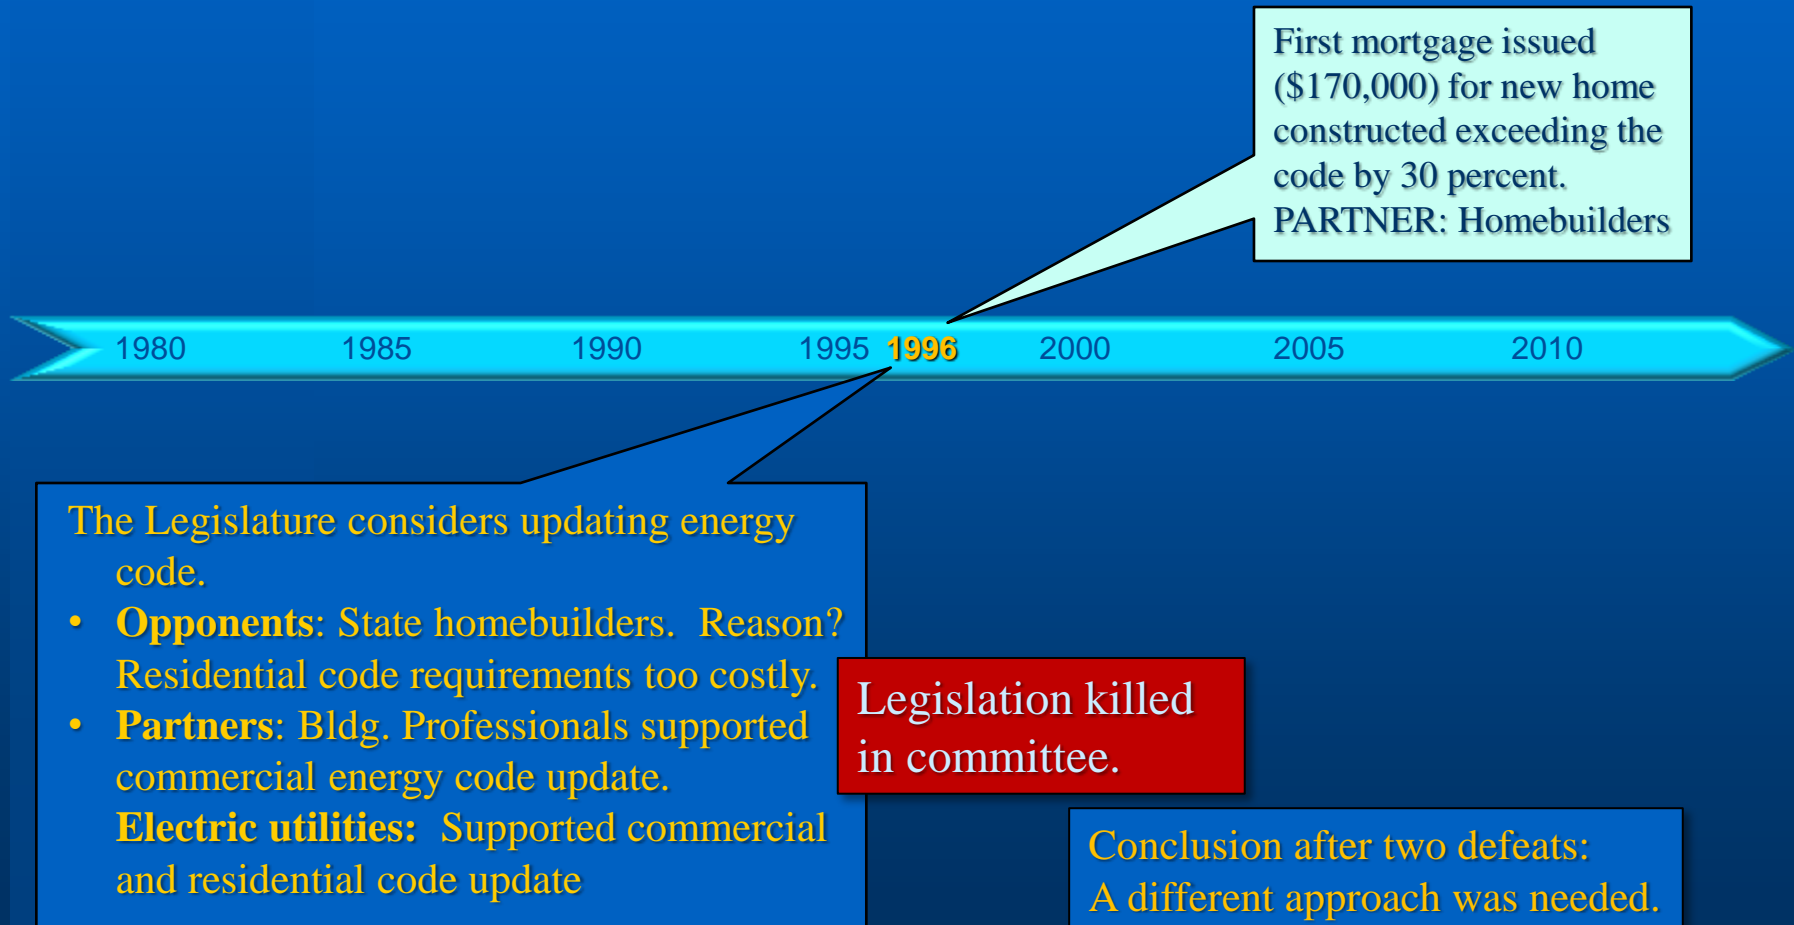 First mortgage issued
($170,000) for new home
constructed exceeding the
code by 30 percent.
PARTNER: Homebuilders
1980 1985 1990 1995 1996 2000 2005 2010
The Legislature considers updating energy
code.
• Opponents: State homebuilders. Reason?
Residential code requirements too costly.
• Partners: Bldg. Professionals supported
commercial energy code update.
Electric utilities: Supported commercial
and residential code update
Legislation killed
in committee.
Conclusion after two defeats:
A different approach was needed.